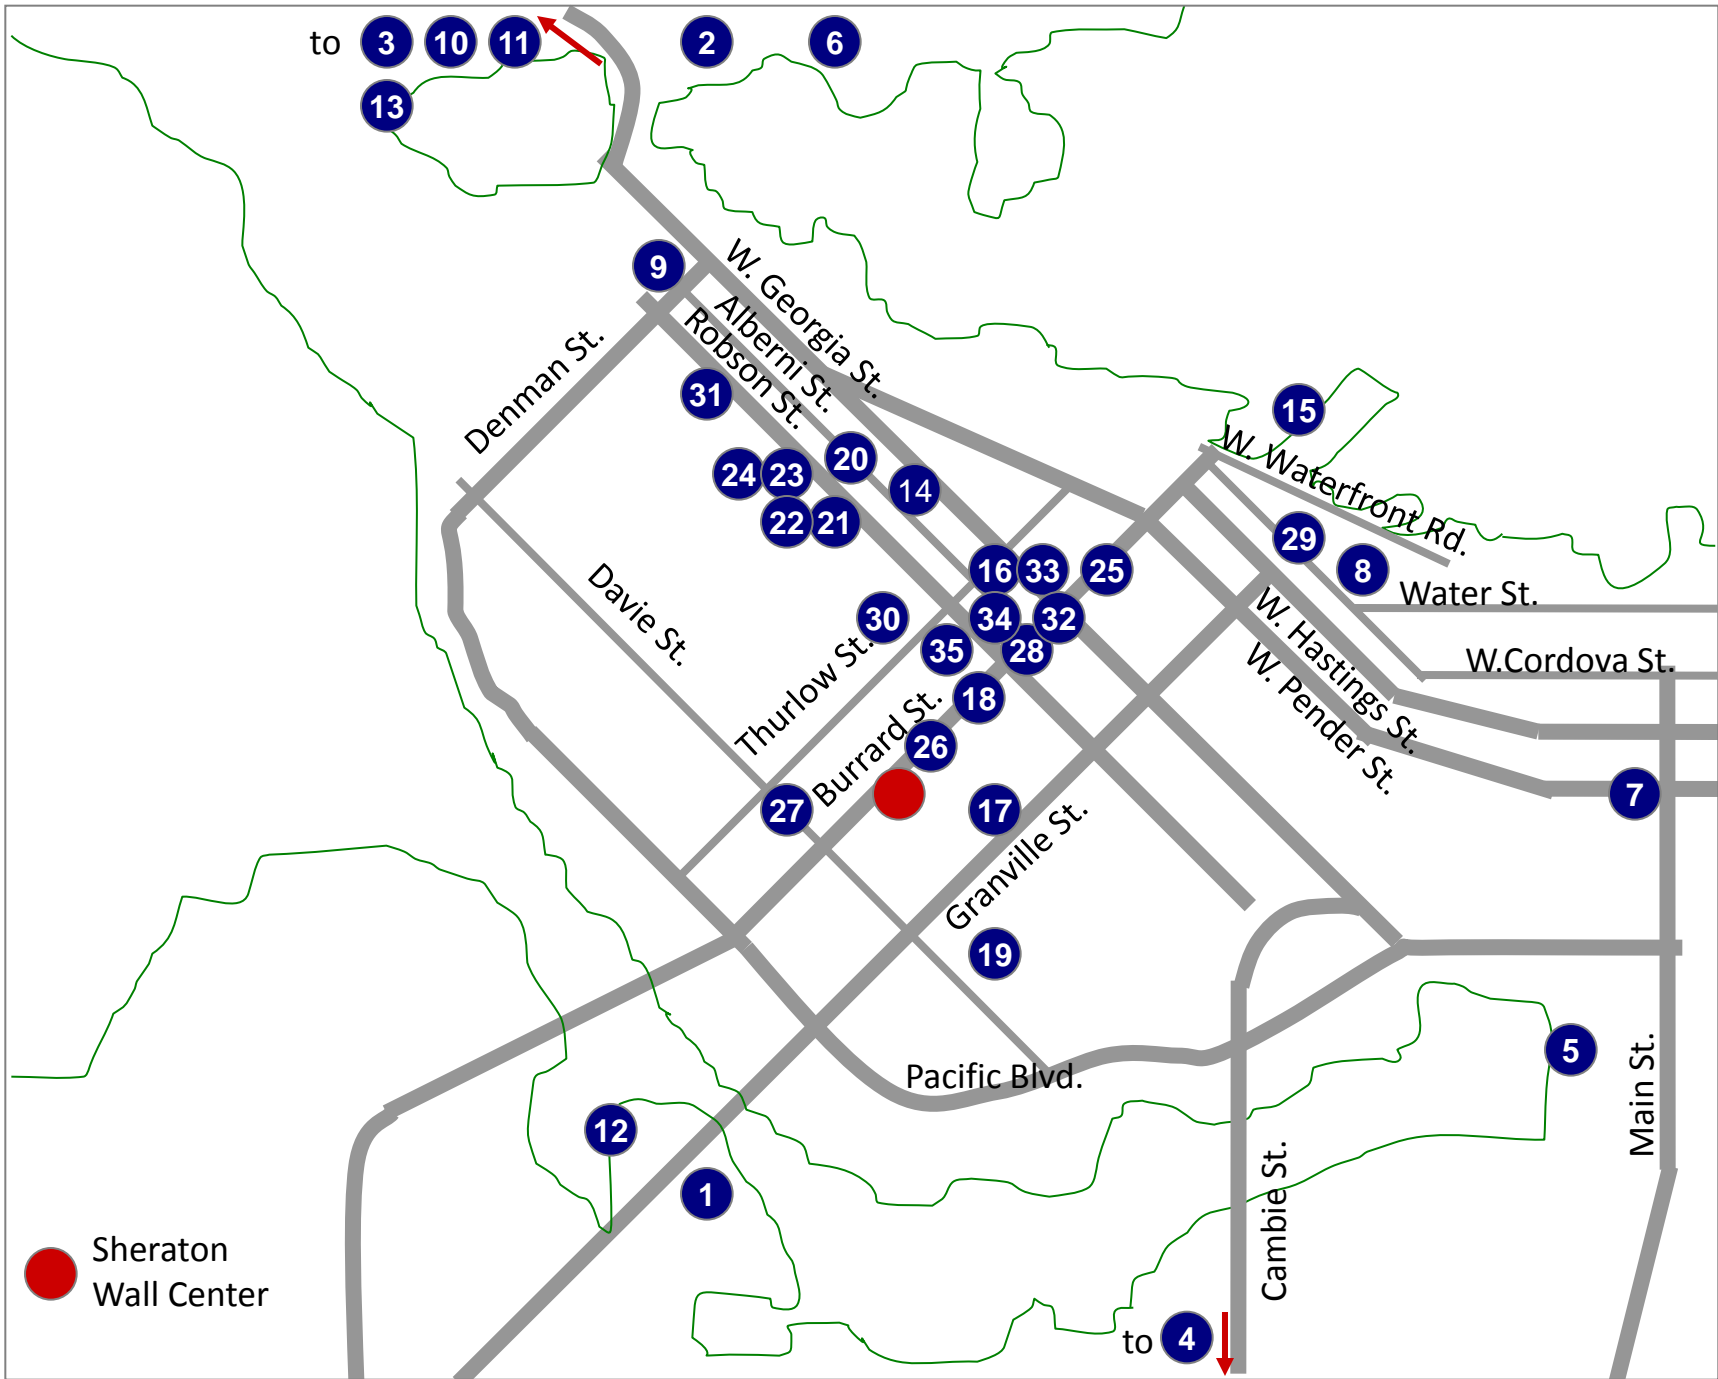 to 3 10 11 2 6
13
W. Georgia St.
9
Alberni St.
Robson St.
Denman St.
31
15
W. Waterfront Rd.
20
24 23
14
22 21
29
8
16 33 25
Davie St.
Water St.
30 34 32
W. Hastings St.
35 28
W.Cordova St.
Thurlow St.
W. Pender St.
18
Burrard St.
26
27
17
7
Granville St.
19
5
Pacific Blvd.
Main St.
12
Cambie St.
1
Sheraton
Wall Center
to 4